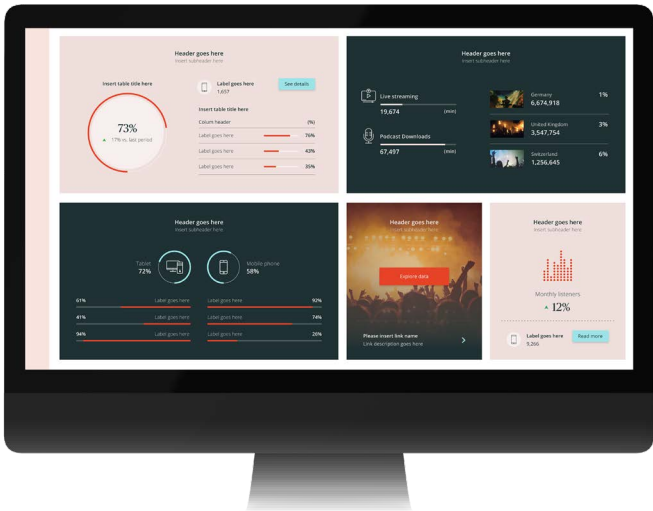 Header goes here
Insert subheader here
Insert table title here
73%
17% vs. last period
Label goes here
1,657
See details
Insert table title here
Column header (%)
Label goes here 76%
Label goes here 43%
Label goes here 35%
Header goes here
Insert subheader here
Live streaming
19,674 (min)
Podcast Downloads
67,497 (min)
Germany 1%
6,674,918
United Kingdom 3%
3,547,754
Switzerland 6%
1,256,645
Header goes here
Insert subheader here
Tablet
72%
Mobile phone
58%
61% Label goes here
41% Label goes here
94% Label goes here
Label goes here 92%
Label goes here 74%
Label goes here 26%
Header goes here
Insert subheader here
Explore data
Please insert link name
Link description goes here
Header goes here
Insert subheader here
Monthly listeners
12%
Label goes here
9,266
Read more